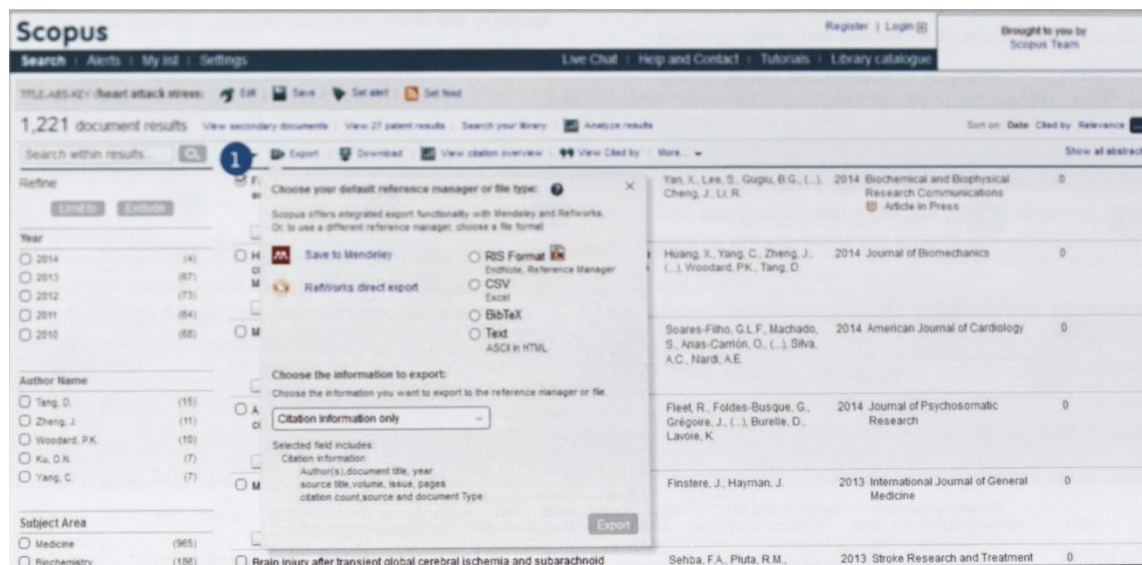 Scopus
Register | Login
Brought to you by
Scopus Team
Search | Alerts | My list | Settings
Live Chat | Help and Contact | Tutorials | Library catalogue
TITLE-ABS-KEY (heart attack stress)
Edit | Save | Set alert | Set feed
1,221 document results
View secondary documents | View 27 patent results | Search your library | Analyze results
Sort on: Date Cited by Relevance
Search within results...
1
Export | Download | View citation overview | View Cited by | More...
Show all abstract
Refine
Limit to
Exclude
Year
2014 (4)
2013 (67)
2012 (73)
2011 (64)
2010 (68)
Author Name
Tang, D. (15)
Zheng, J. (11)
Woodard, P.K. (10)
Ku, D.N. (7)
Yang, C. (7)
Subject Area
Medicine (965)
Biochemistry, (186)
Choose your default reference manager or file type:
Scopus offers integrated export functionality with Mendeley and Refworks.
Or, to use a different reference manager, choose a file format
Save to Mendeley
RefWorks direct export
RIS Format
EndNote, Reference Manager
CSV
Excel
BibTeX
Text
ASCII in HTML
Choose the information to export:
Choose the information you want to export to the reference manager or file.
Citation information only
Selected field includes:
Citation information
Author(s),document title, year
source title,volume, issue, pages
citation count,source and document Type
Export
Yan, X., Lee, S., Gugiu, B.G., (...),
Cheng, J., Li, R.
2014 Biochemical and Biophysical
Research Communications
Article in Press
0
Huang, X., Yang, C., Zheng, J.,
(...), Woodard, P.K., Tang, D.
2014 Journal of Biomechanics
0
Soares-Filho, G.L.F., Machado,
S., Arias-Carrión, O., (...), Silva,
A.C., Nardi, A.E.
2014 American Journal of Cardiology
0
Fleet, R., Foldes-Busque, G.,
Grégoire, J., (...), Burelle, D.,
Lavoie, K.
2014 Journal of Psychosomatic
Research
0
Finstere, J., Hayman, J.
2013 International Journal of General
Medicine
0
Brain injury after transient global cerebral ischemia and subarachnoid
Sehba, F.A., Pluta, R.M.,
2013 Stroke Research and Treatment
0